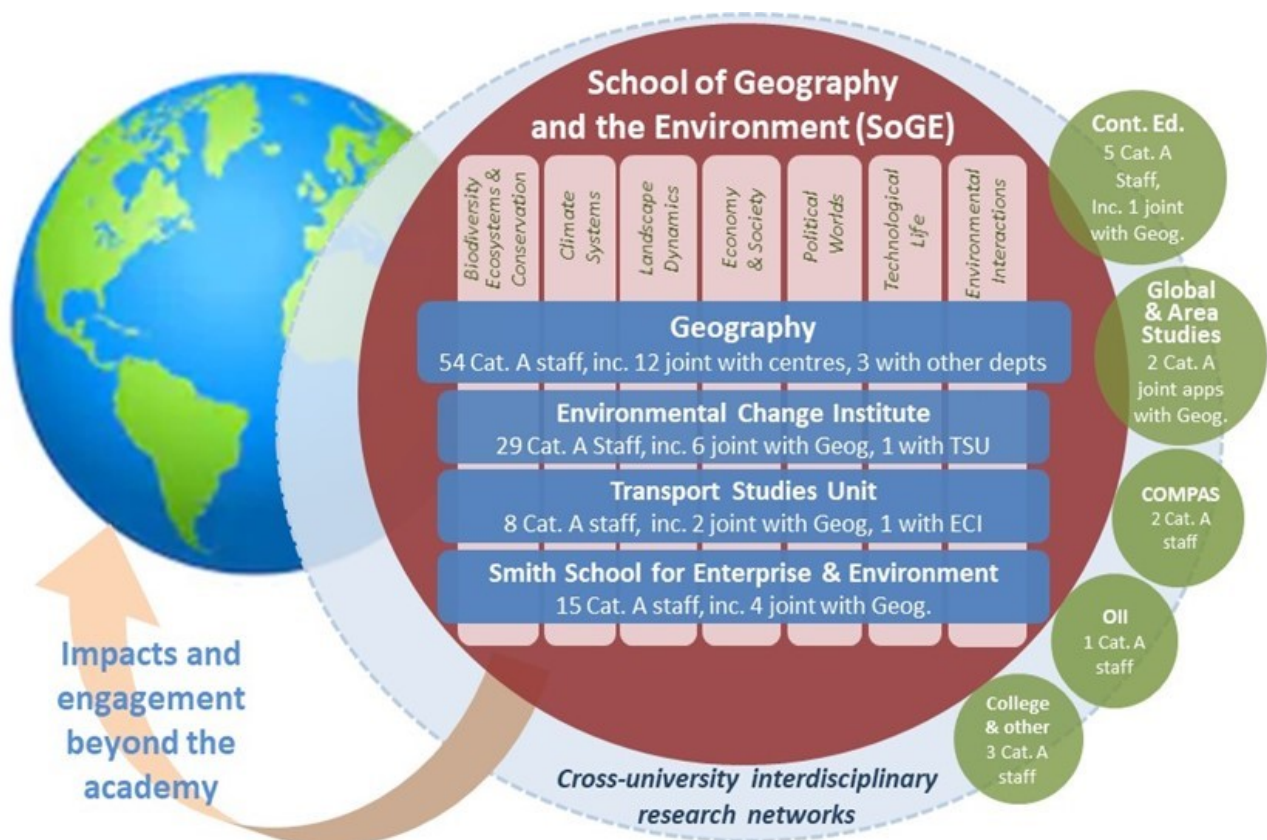 School of Geography
and the Environment (SoGE)
Biodiversity
Ecosystems &
Conservation
Climate
Systems
Landscape
Dynamics
Economy
& Society
Political
Worlds
Technological
Life
Environmental
Interactions
Geography
54 Cat. A staff, inc. 12 joint with centres, 3 with other depts
Environmental Change Institute
29 Cat. A Staff, inc. 6 joint with Geog, 1 with TSU
Transport Studies Unit
8 Cat. A staff, inc. 2 joint with Geog, 1 with ECI
Smith School for Enterprise & Environment
15 Cat. A staff, inc. 4 joint with Geog.
Cont. Ed.
5 Cat. A
Staff,
Inc. 1 joint
with Geog.
Global
& Area
Studies
2 Cat. A
joint apps
with Geog.
COMPAS
2 Cat. A
staff
OII
1 Cat. A
staff
College
& other
3 Cat. A
staff
Impacts and
engagement
beyond the
academy
Cross-university interdisciplinary
research networks